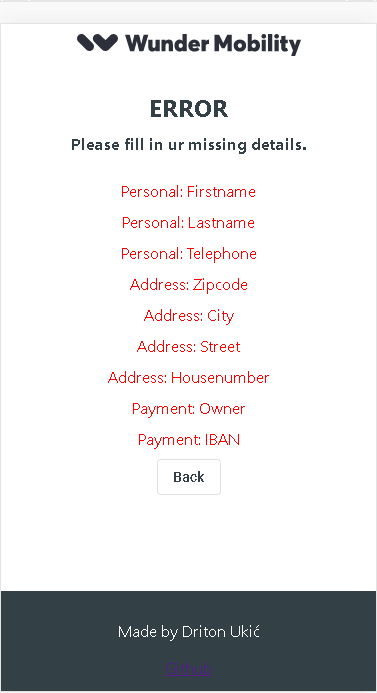 Wunder Mobility
ERROR
Please fill in ur missing details.
Personal: Firstname
Personal: Lastname
Personal: Telephone
Address: Zipcode
Address: City
Address: Street
Address: Housenumber
Payment: Owner
Payment: IBAN
Back
Made by Driton Ukić